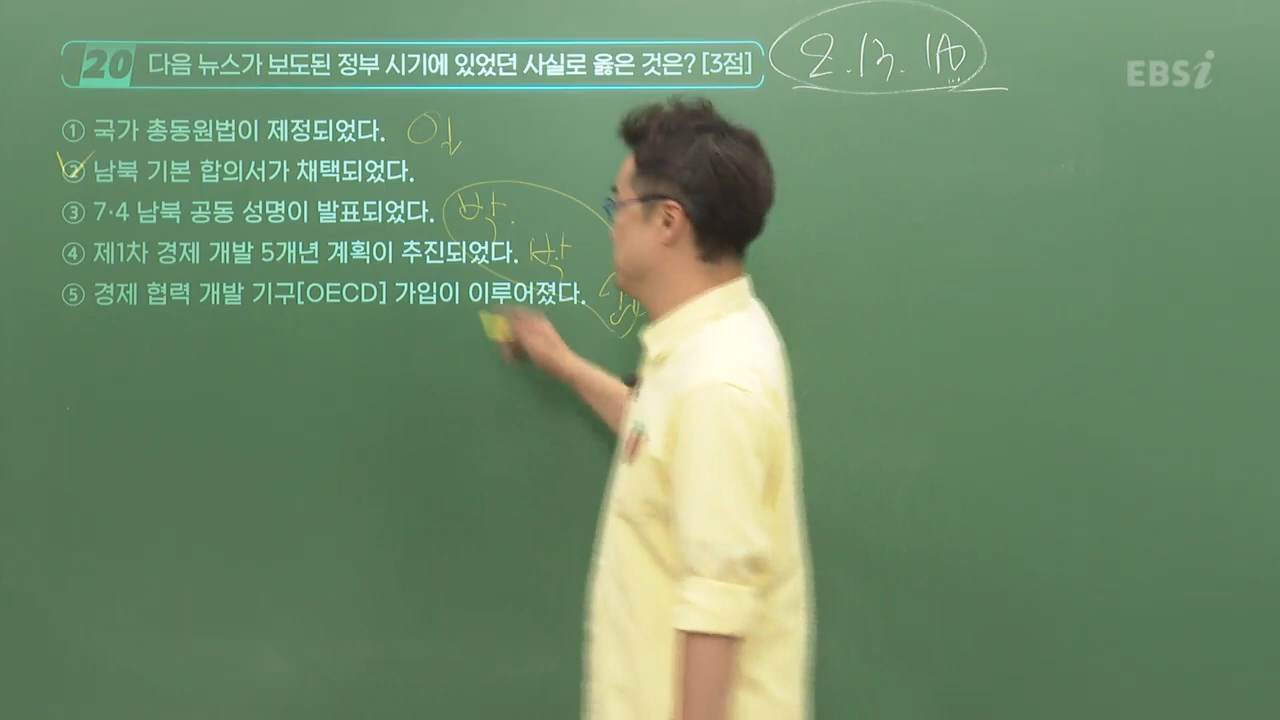 20 다음 뉴스가 보도된 정부 시기에 있었던 사실로 옳은 것은? [3점]
EBSi
① 국가 총동원법이 제정되었다.
② 남북 기본 합의서가 채택되었다.
③ 7·4 남북 공동 성명이 발표되었다. 박.
④ 제1차 경제 개발 5개년 계획이 추진되었다. 박
⑤ 경제 협력 개발 기구[OECD] 가입이 이루어졌다.